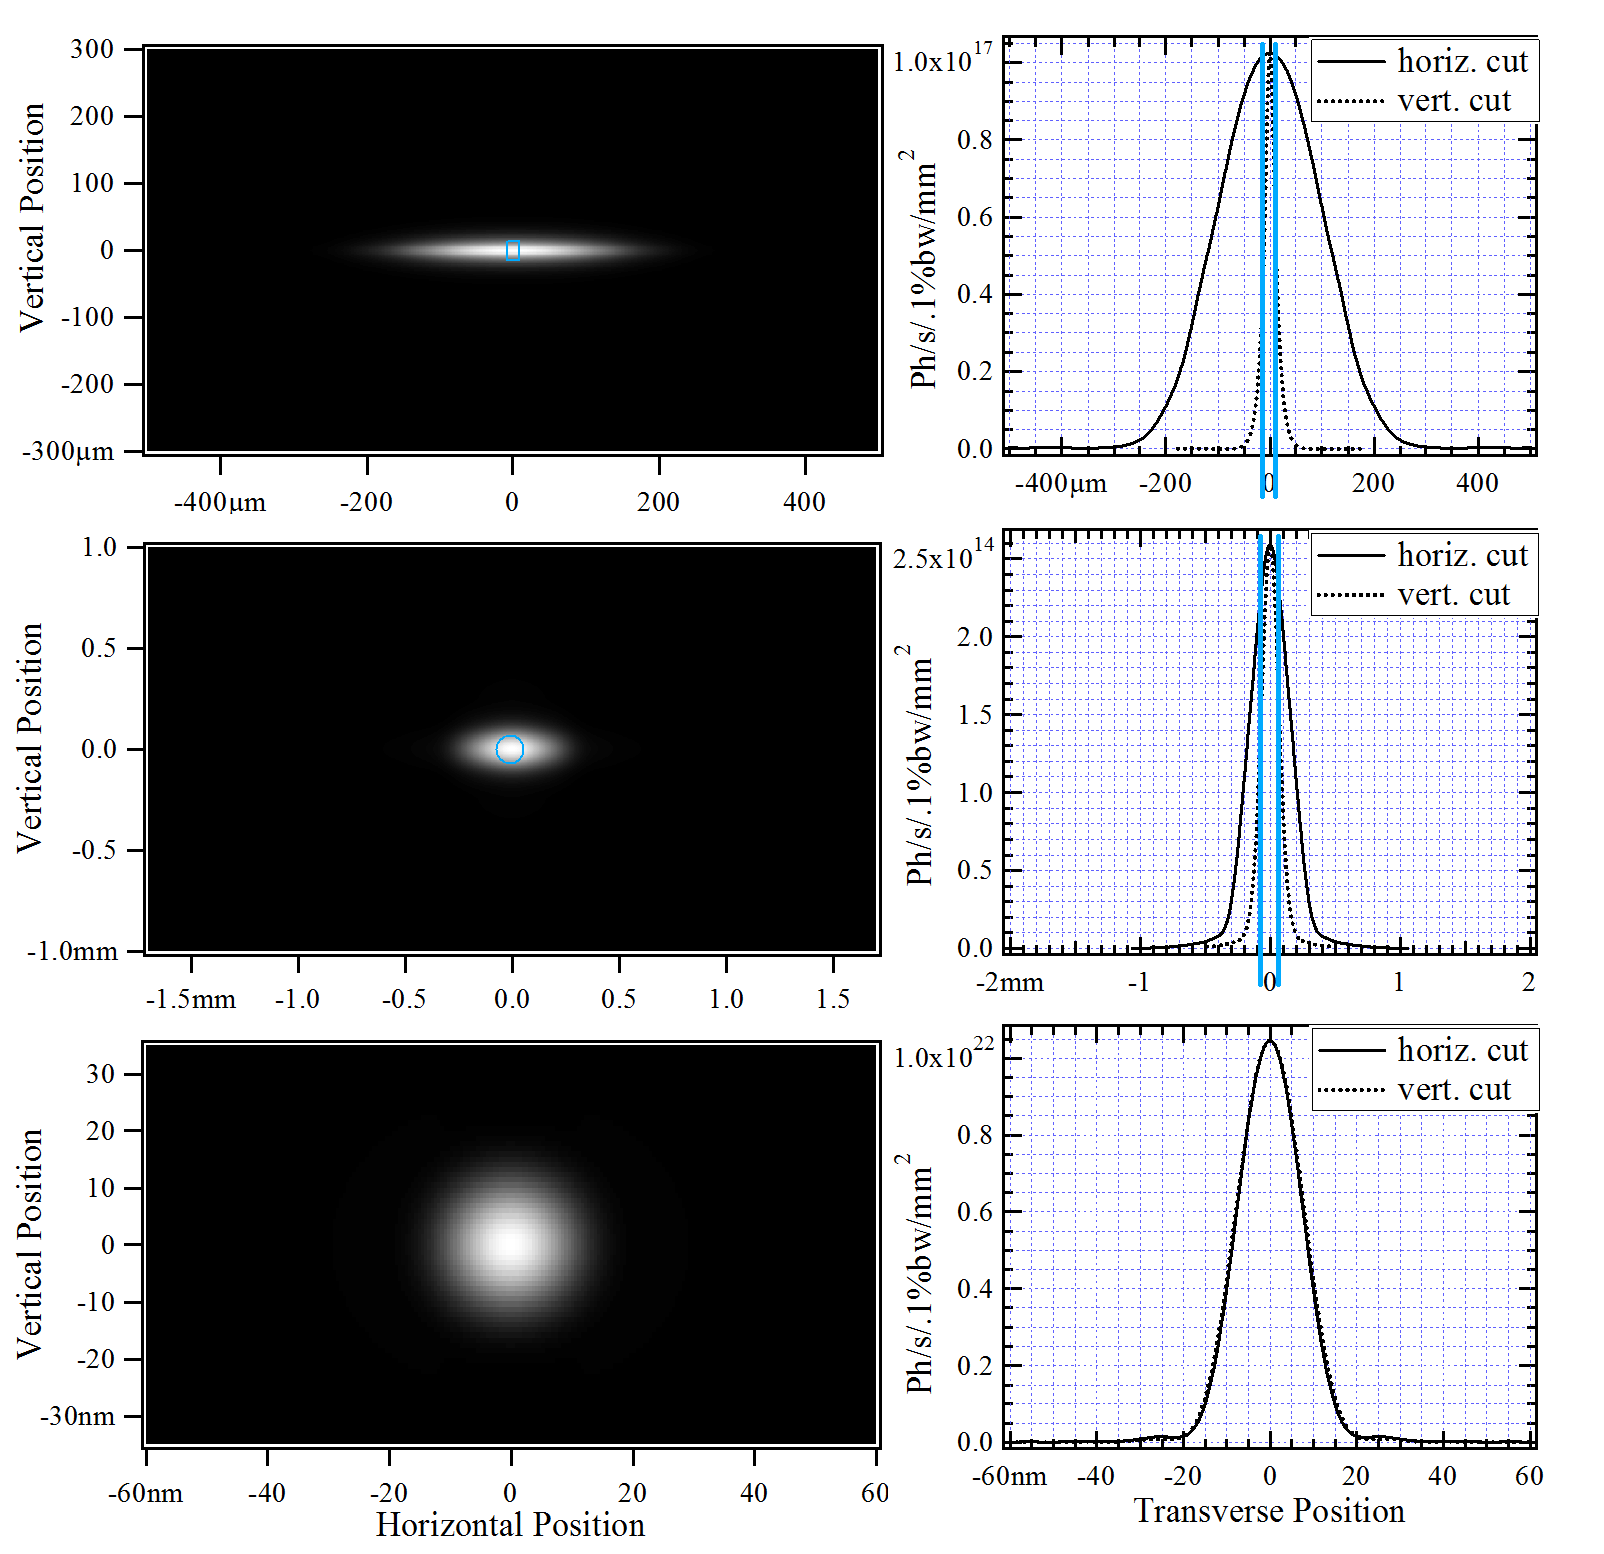 300
200
100
0
-100
-200
-300µm
Vertical Position
-400µm -200 0 200 400
1.0x10^17
0.8
0.6
0.4
0.2
0.0
Ph/s/.1%bw/mm^2
horiz. cut
vert. cut
-400µm -200 0 200 400
1.0
0.5
0.0
-0.5
-1.0mm
Vertical Position
-1.5mm -1.0 -0.5 0.0 0.5 1.0 1.5
2.5x10^14
2.0
1.5
1.0
0.5
0.0
Ph/s/.1%bw/mm^2
horiz. cut
vert. cut
-2mm -1 0 1 2
30
20
10
0
-10
-20
-30nm
Vertical Position
-60nm -40 -20 0 20 40 60
Horizontal Position
1.0x10^22
0.8
0.6
0.4
0.2
0.0
Ph/s/.1%bw/mm^2
horiz. cut
vert. cut
-60nm -40 -20 0 20 40 60
Transverse Position